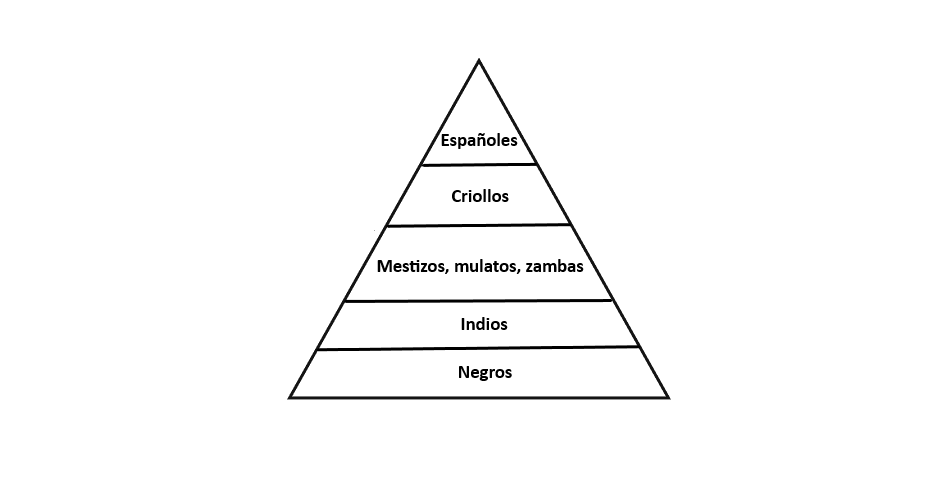 Españoles
Criollos
Mestizos, mulatos, zambas
Indios
Negros